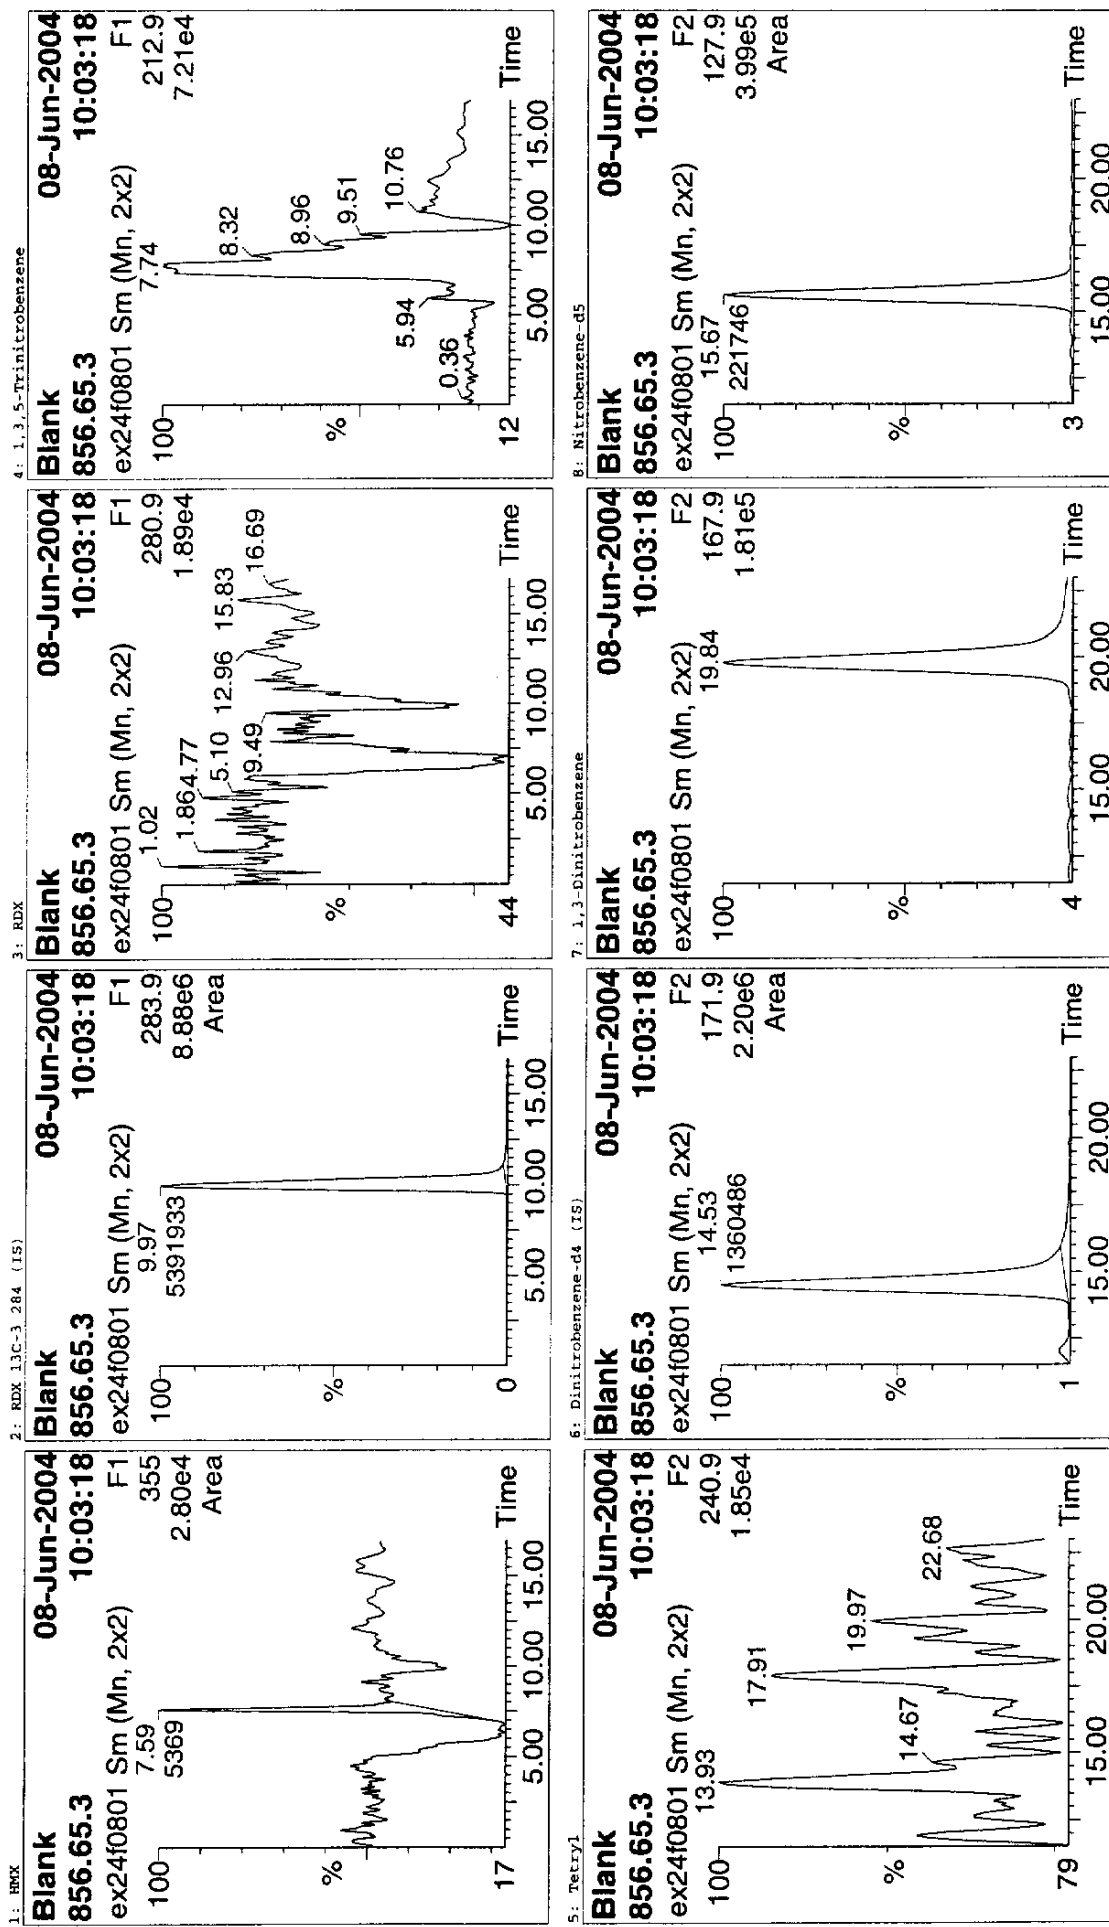 1: HMX
Blank 08-Jun-2004
856.65.3 10:03:18
ex24f0801 Sm (Mn, 2x2) F1
7.59 355
5369 2.80e4
Area
100
%
17
5.00 10.00 15.00 Time
2: RDX 13C-3 284 (IS)
Blank 08-Jun-2004
856.65.3 10:03:18
ex24f0801 Sm (Mn, 2x2) F1
9.97 283.9
5391933 8.88e6
Area
100
%
0
5.00 10.00 15.00 Time
3: RDX
Blank 08-Jun-2004
856.65.3 10:03:18
ex24f0801 Sm (Mn, 2x2) F1
280.9
1.89e4
1.02
100
1.86 4.77
5.10 12.96 15.83
9.49 16.69
%
44
5.00 10.00 15.00 Time
4: 1,3,5-Trinitrobenzene
Blank 08-Jun-2004
856.65.3 10:03:18
ex24f0801 Sm (Mn, 2x2) F1
7.74 212.9
7.21e4
100
8.32
8.96
9.51
%
5.94 10.76
0.36
12
5.00 10.00 15.00 Time
5: Tetryl
Blank 08-Jun-2004
856.65.3 10:03:18
ex24f0801 Sm (Mn, 2x2) F2
13.93 240.9
1.85e4
100
17.91
19.97
%
14.67 22.68
79
15.00 20.00 Time
6: Dinitrobenzene-d4 (IS)
Blank 08-Jun-2004
856.65.3 10:03:18
ex24f0801 Sm (Mn, 2x2) F2
14.53 171.9
1360486 2.20e6
Area
100
%
1
15.00 20.00 Time
7: 1,3-Dinitrobenzene
Blank 08-Jun-2004
856.65.3 10:03:18
ex24f0801 Sm (Mn, 2x2) F2
19.84 167.9
1.81e5
100
%
4
15.00 20.00 Time
8: Nitrobenzene-d5
Blank 08-Jun-2004
856.65.3 10:03:18
ex24f0801 Sm (Mn, 2x2) F2
15.67 127.9
221746 3.99e5
Area
100
%
3
15.00 20.00 Time